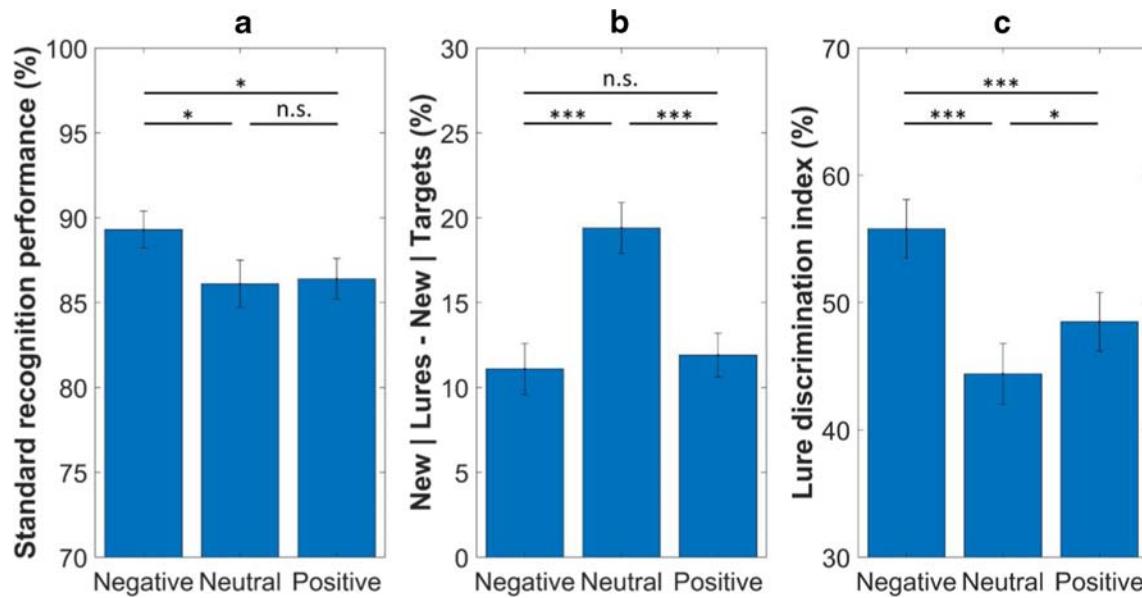 a
Standard recognition performance (%)
100
95
90
85
80
75
70
*
*
n.s.
Negative Neutral Positive
b
New | Lures - New | Targets (%)
30
25
20
15
10
5
0
n.s.
***
***
Negative Neutral Positive
c
Lure discrimination index (%)
70
60
50
40
30
***
***
*
Negative Neutral Positive